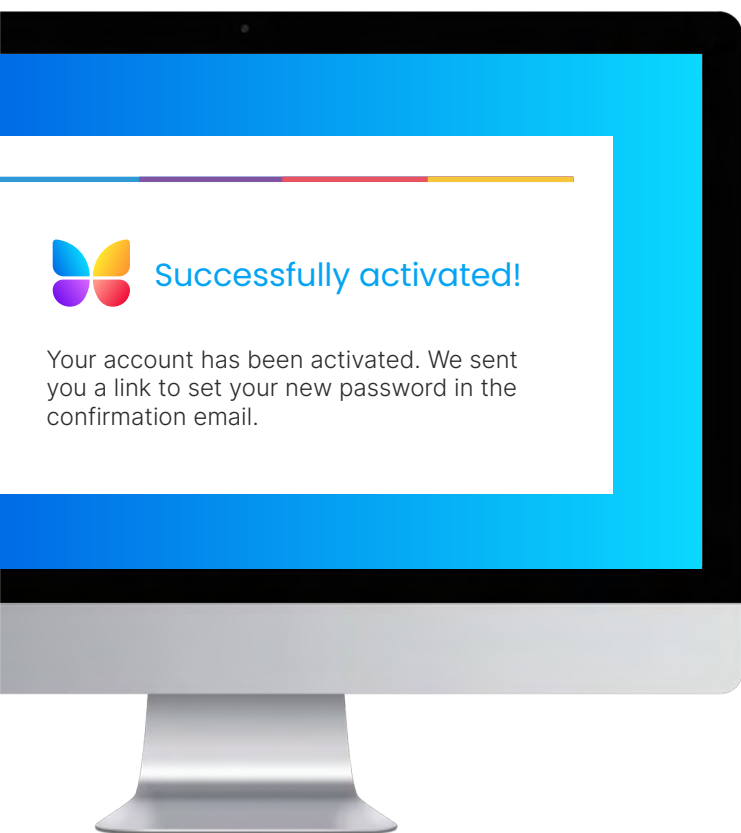 Successfully activated!
Your account has been activated. We sent
you a link to set your new password in the
confirmation email.